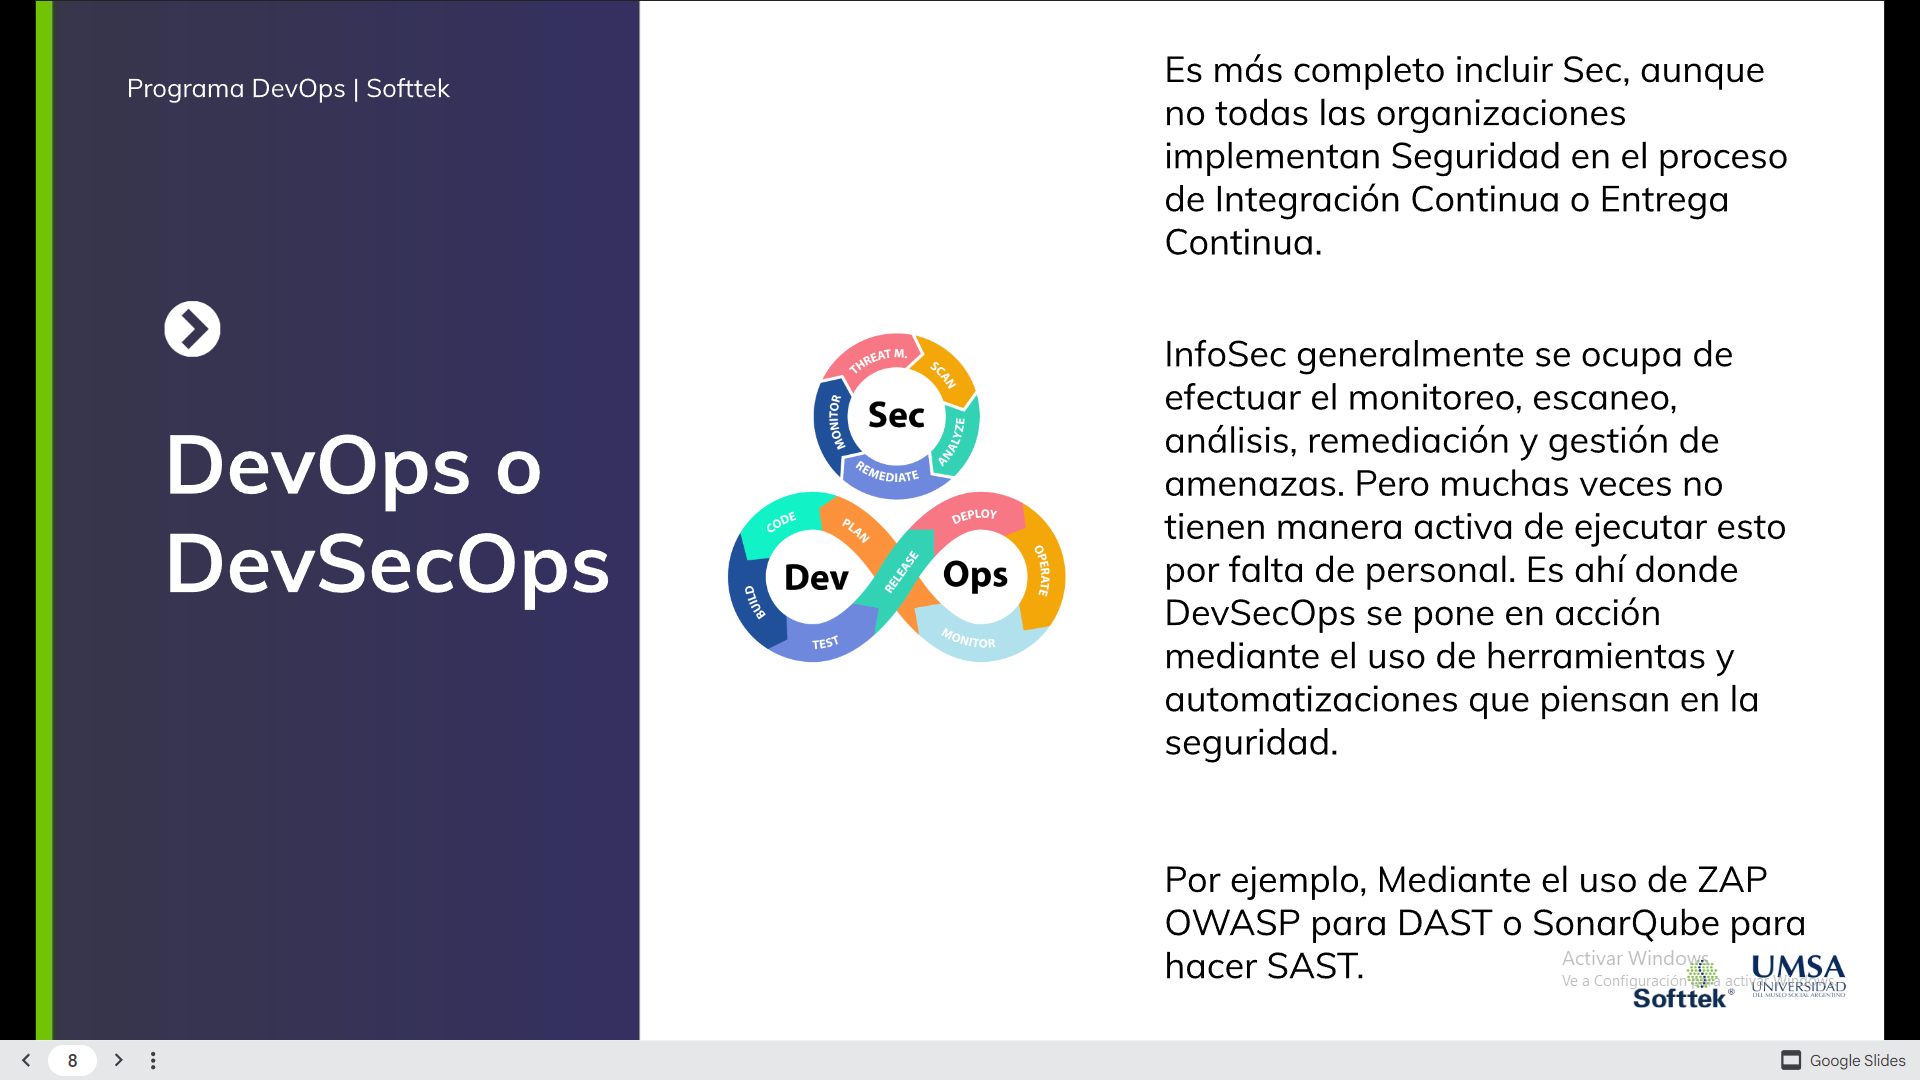 Programa DevOps | Softtek
DevOps o
DevSecOps
THREAT M.
SCAN
ANALYZE
REMEDIATE
MONITOR
Sec
CODE
PLAN
BUILD
TEST
RELEASE
DEPLOY
OPERATE
MONITOR
Dev
Ops
Es más completo incluir Sec, aunque
no todas las organizaciones
implementan Seguridad en el proceso
de Integración Continua o Entrega
Continua.
InfoSec generalmente se ocupa de
efectuar el monitoreo, escaneo,
análisis, remediación y gestión de
amenazas. Pero muchas veces no
tienen manera activa de ejecutar esto
por falta de personal. Es ahí donde
DevSecOps se pone en acción
mediante el uso de herramientas y
automatizaciones que piensan en la
seguridad.
Por ejemplo, Mediante el uso de ZAP
OWASP para DAST o SonarQube para
hacer SAST.
Activar Windows
Ve a Configuración para activar Windows.
Softtek®
UMSA
UNIVERSIDAD
DEL MUSEO SOCIAL ARGENTINO
8
Google Slides